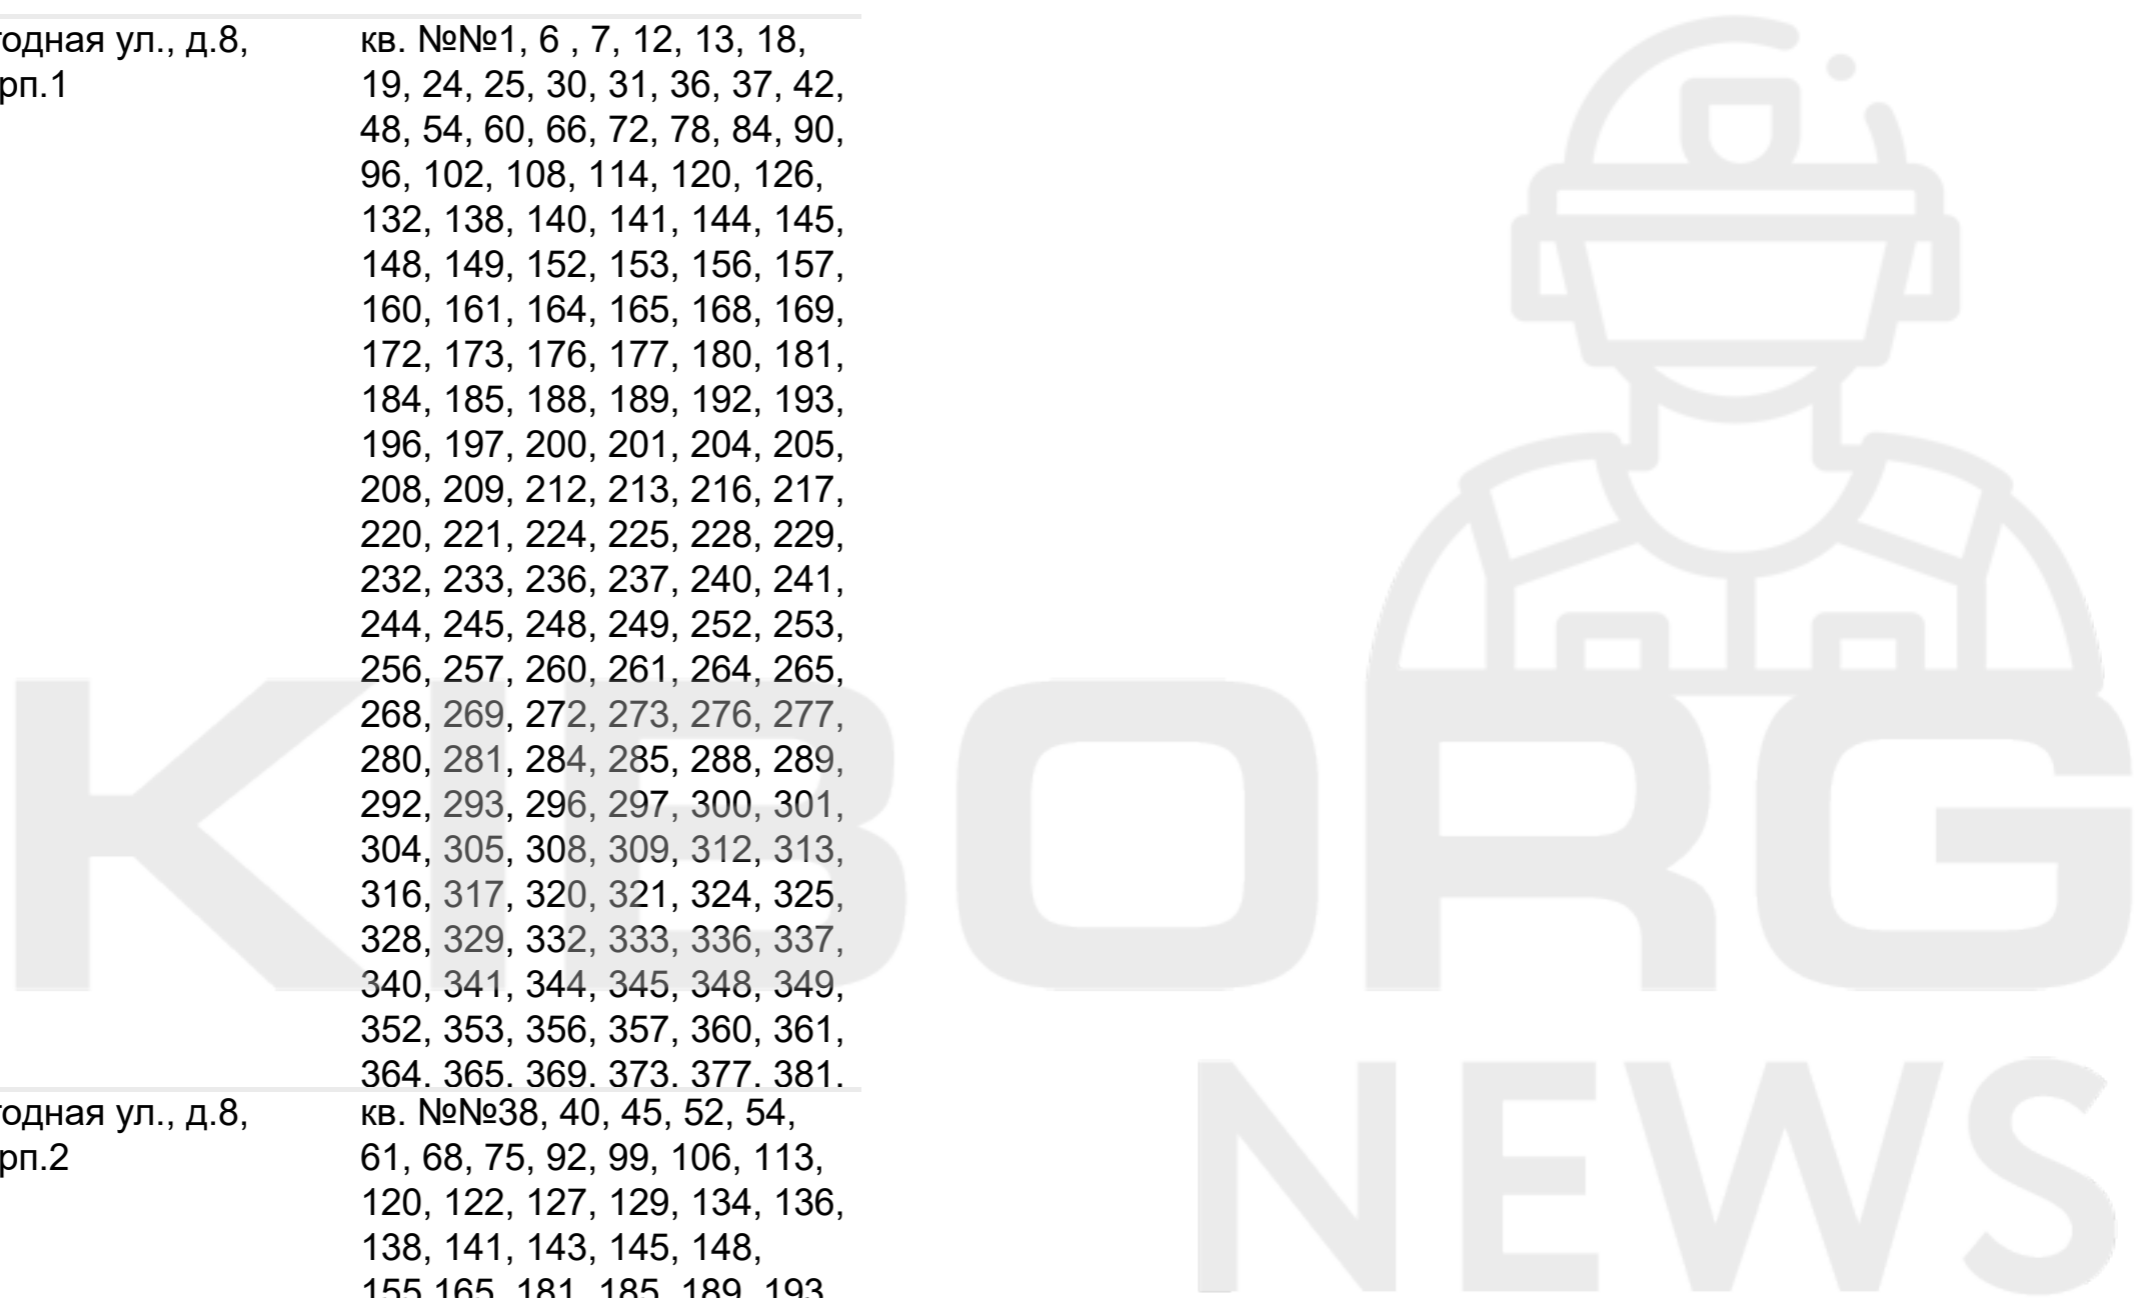 одная ул., д.8,
рп.1
кв. №№1, 6 , 7, 12, 13, 18,
19, 24, 25, 30, 31, 36, 37, 42,
48, 54, 60, 66, 72, 78, 84, 90,
96, 102, 108, 114, 120, 126,
132, 138, 140, 141, 144, 145,
148, 149, 152, 153, 156, 157,
160, 161, 164, 165, 168, 169,
172, 173, 176, 177, 180, 181,
184, 185, 188, 189, 192, 193,
196, 197, 200, 201, 204, 205,
208, 209, 212, 213, 216, 217,
220, 221, 224, 225, 228, 229,
232, 233, 236, 237, 240, 241,
244, 245, 248, 249, 252, 253,
256, 257, 260, 261, 264, 265,
268, 269, 272, 273, 276, 277,
280, 281, 284, 285, 288, 289,
292, 293, 296, 297, 300, 301,
304, 305, 308, 309, 312, 313,
316, 317, 320, 321, 324, 325,
328, 329, 332, 333, 336, 337,
340, 341, 344, 345, 348, 349,
352, 353, 356, 357, 360, 361,
364, 365, 369, 373, 377, 381,
одная ул., д.8,
рп.2
кв. №№38, 40, 45, 52, 54,
61, 68, 75, 92, 99, 106, 113,
120, 122, 127, 129, 134, 136,
138, 141, 143, 145, 148,
155,165, 181, 185, 189, 193
KIBORG
NEWS